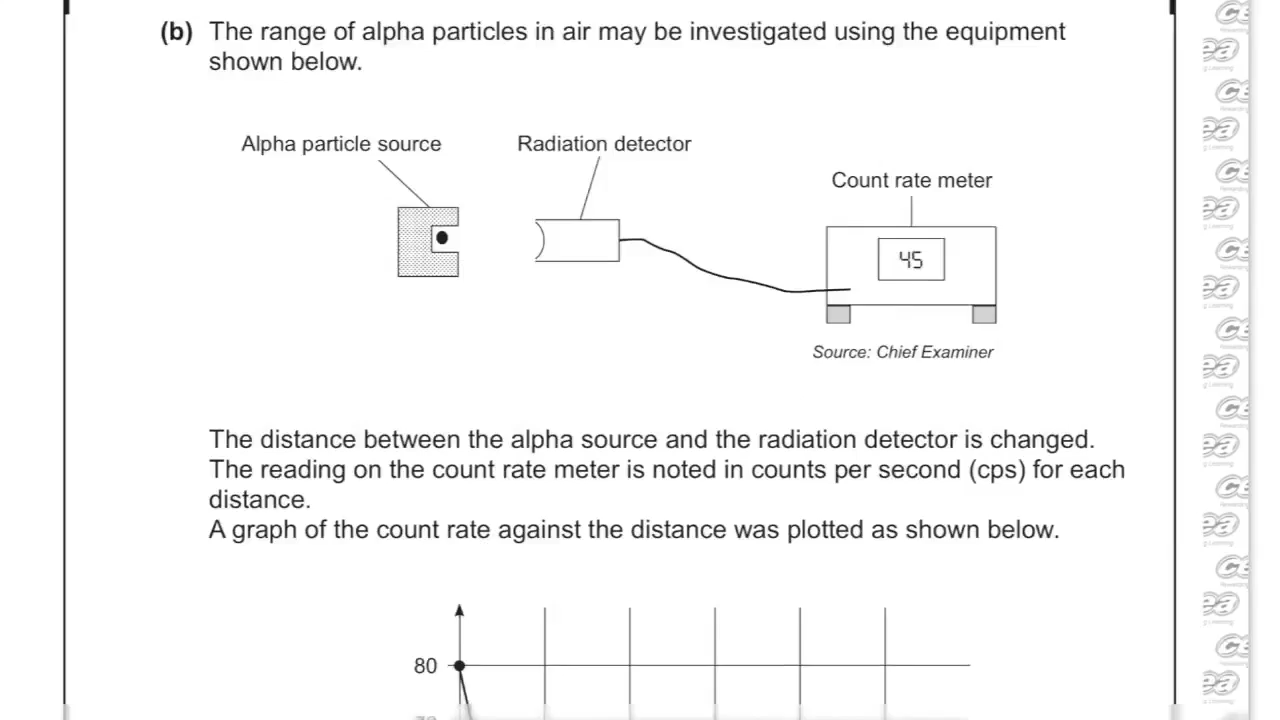 (b) The range of alpha particles in air may be investigated using the equipment
shown below.
Alpha particle source
Radiation detector
Count rate meter
45
Source: Chief Examiner
The distance between the alpha source and the radiation detector is changed.
The reading on the count rate meter is noted in counts per second (cps) for each
distance.
A graph of the count rate against the distance was plotted as shown below.
80